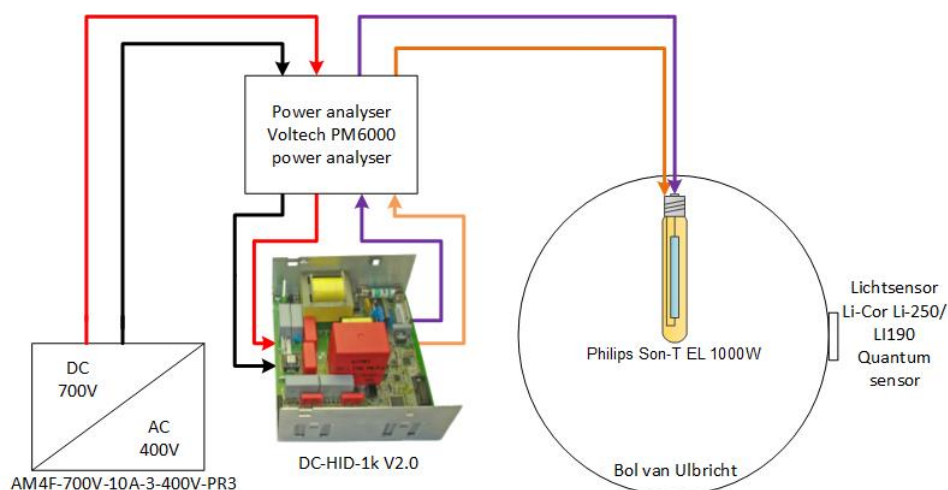 Power analyser
Voltech PM6000
power analyser
DC
700V
AC
400V
AM4F-700V-10A-3-400V-PR3
DC-HID-1k V2.0
Philips Son-T EL 1000W
Bol van Ulbricht
Lichtsensor
Li-Cor Li-250/
LI190
Quantum
sensor